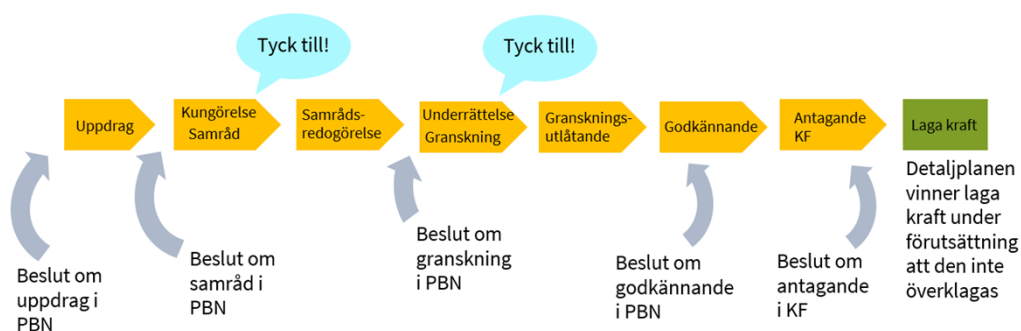 Tyck till!
Tyck till!
Uppdrag
Kungörelse
Samråd
Samråds-
redogörelse
Underrättelse
Granskning
Gransknings-
utlåtande
Godkännande
Antagande
KF
Laga kraft
Beslut om
uppdrag i
PBN
Beslut om
samråd i
PBN
Beslut om
granskning
i PBN
Beslut om
godkännande
i PBN
Beslut om
antagande
i KF
Detaljplanen
vinner laga
kraft under
förutsättning
att den inte
överklagas